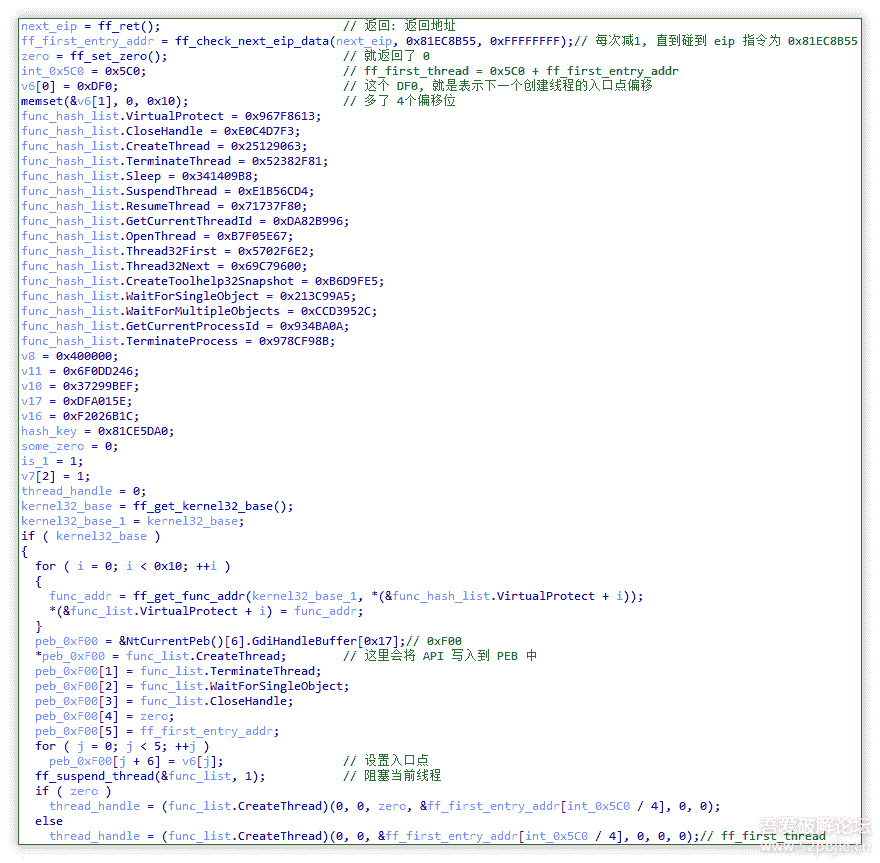 next_eip = ff_ret(); // 返回: 返回地址
ff_first_entry_addr = ff_check_next_eip_data(next_eip, 0x81EC8B55, 0xFFFFFFFF);// 每次减1, 直到碰到 eip 指令为 0x81EC8B55
zero = ff_set_zero(); // 就返回了 0
int_0x5C0 = 0x5C0; // ff_first_thread = 0x5C0 + ff_first_entry_addr
v6[0] = 0xDF0; // 这个 DF0, 就是表示下一个创建线程的入口点偏移
memset(&v6[1], 0, 0x10); // 多了 4个偏移位
func_hash_list.VirtualProtect = 0x967F8613;
func_hash_list.CloseHandle = 0xE0C4D7F3;
func_hash_list.CreateThread = 0x25129063;
func_hash_list.TerminateThread = 0x52382F81;
func_hash_list.Sleep = 0x341409B8;
func_hash_list.SuspendThread = 0xE1B56CD4;
func_hash_list.ResumeThread = 0x71737F80;
func_hash_list.GetCurrentThreadId = 0xDA82B996;
func_hash_list.OpenThread = 0xB7F05E67;
func_hash_list.Thread32First = 0x5702F6E2;
func_hash_list.Thread32Next = 0x69C79600;
func_hash_list.CreateToolhelp32Snapshot = 0xB6D9FE5;
func_hash_list.WaitForSingleObject = 0x213C99A5;
func_hash_list.WaitForMultipleObjects = 0xCCD3952C;
func_hash_list.GetCurrentProcessId = 0x934BA0A;
func_hash_list.TerminateProcess = 0x978CF98B;
v8 = 0x400000;
v11 = 0x6F0DD246;
v10 = 0x37299BEF;
v17 = 0xDFA015E;
v16 = 0xF2026B1C;
hash_key = 0x81CE5DA0;
some_zero = 0;
is_1 = 1;
v7[2] = 1;
thread_handle = 0;
kernel32_base = ff_get_kernel32_base();
kernel32_base_1 = kernel32_base;
if ( kernel32_base )
{
for ( i = 0; i < 0x10; ++i )
{
func_addr = ff_get_func_addr(kernel32_base_1, *(&func_hash_list.VirtualProtect + i));
*(&func_list.VirtualProtect + i) = func_addr;
}
peb_0xF00 = &NtCurrentPeb()[6].GdiHandleBuffer[0x17];// 0xF00
*peb_0xF00 = func_list.CreateThread; // 这里会将 API 写入到 PEB 中
peb_0xF00[1] = func_list.TerminateThread;
peb_0xF00[2] = func_list.WaitForSingleObject;
peb_0xF00[3] = func_list.CloseHandle;
peb_0xF00[4] = zero;
peb_0xF00[5] = ff_first_entry_addr;
for ( j = 0; j < 5; ++j )
peb_0xF00[j + 6] = v6[j]; // 设置入口点
ff_suspend_thread(&func_list, 1); // 阻塞当前线程
if ( zero )
thread_handle = (func_list.CreateThread)(0, 0, zero, &ff_first_entry_addr[int_0x5C0 / 4], 0, 0);
else
thread_handle = (func_list.CreateThread)(0, 0, &ff_first_entry_addr[int_0x5C0 / 4], 0, 0, 0);// ff_first_thread
吾爱破解论坛
www.52pojie.cn